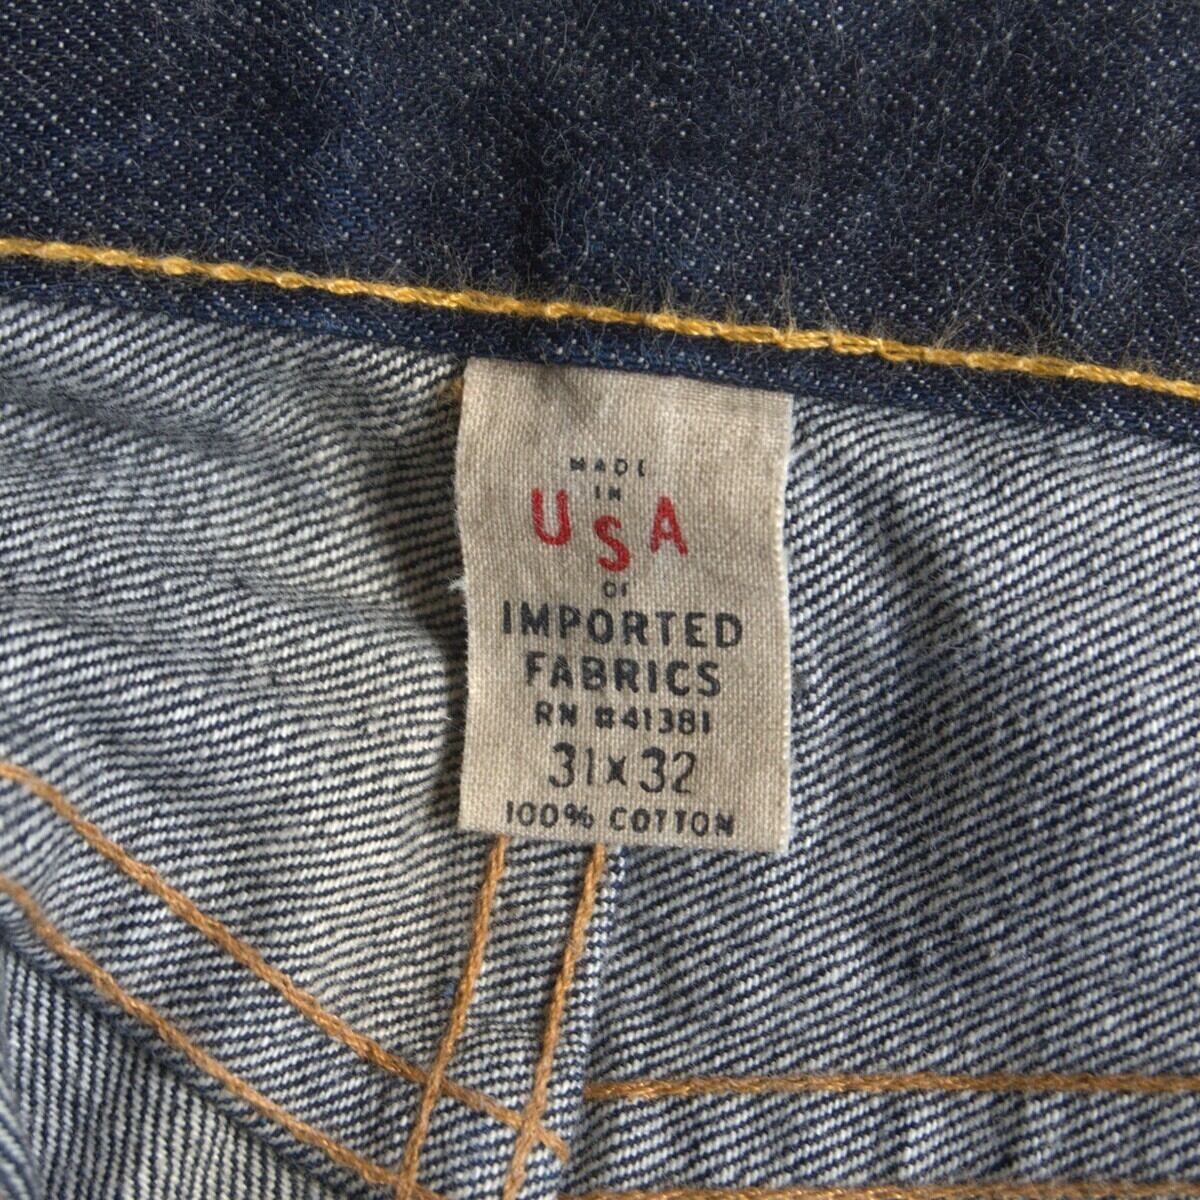 MADE
IN
USA
OF
IMPORTED
FABRICS
RN #41381
31x32
100% COTTON